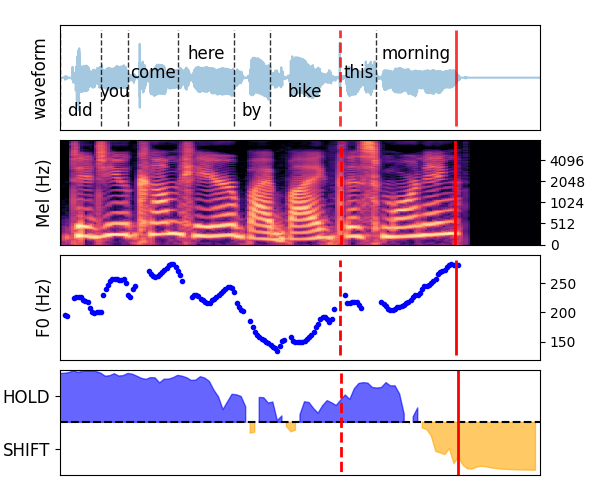 waveform
did you come here by bike this morning
Mel (Hz)
4096
2048
1024
512
0
F0 (Hz)
250
200
150
HOLD
SHIFT